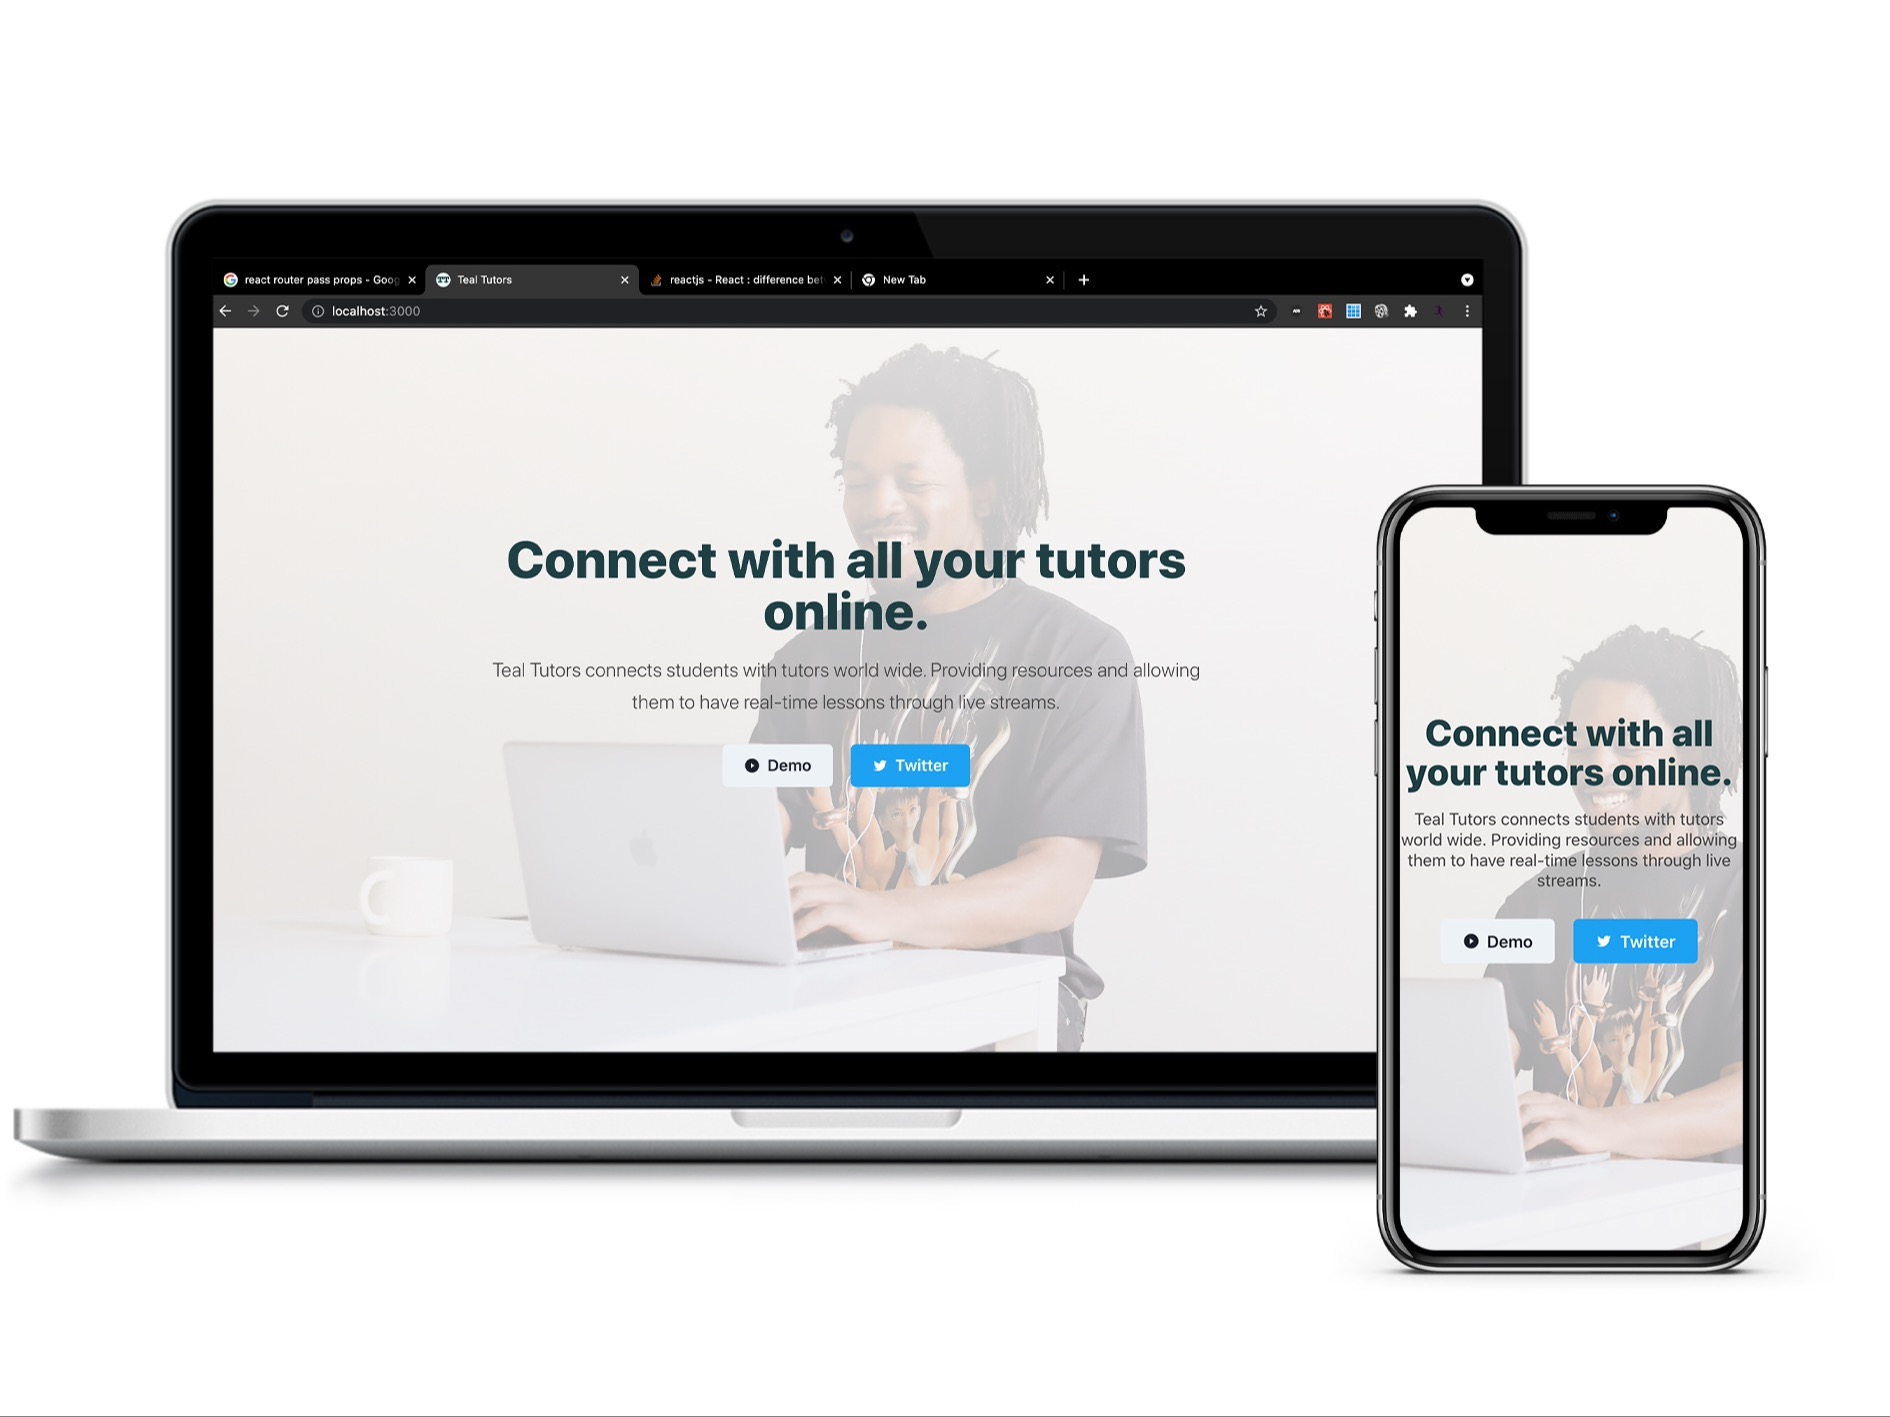 react router pass props - Goog
Teal Tutors
reactjs - React : difference bet
New Tab
localhost:3000
Connect with all your tutors
online.
Teal Tutors connects students with tutors world wide. Providing resources and allowing
them to have real-time lessons through live streams.
Demo
Twitter
Connect with all
your tutors online.
Teal Tutors connects students with tutors
world wide. Providing resources and allowing
them to have real-time lessons through live
streams.
Demo
Twitter